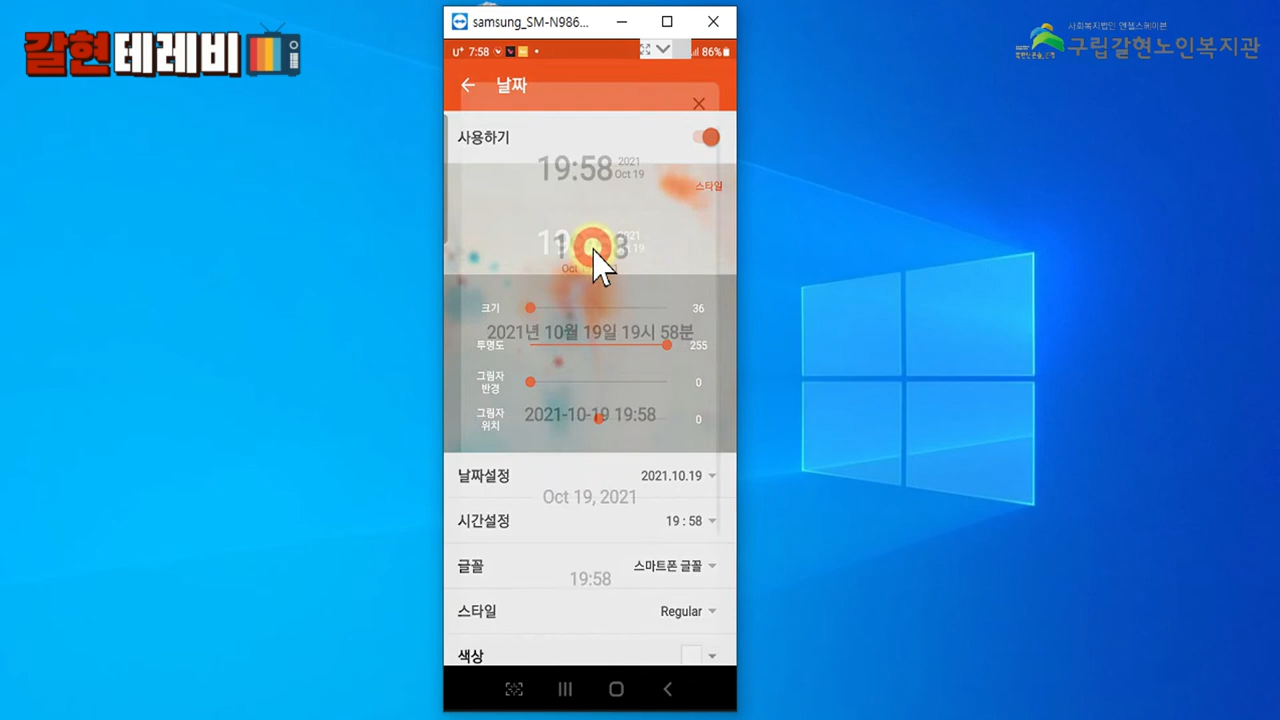 갈현테레비
사회복지법인 엔젤스헤이븐
구립갈현노인복지관
samsung_SM-N986...
U+ 7:58
86%
날짜
사용하기
19:58
2021
Oct 19
스타일
2021
Oct
크기
36
2021년 10월 19일 19시 58분
투명도
255
그림자
반경
0
2021-10-19 19:58
그림자
위치
0
날짜설정
2021.10.19
Oct 19, 2021
시간설정
19 : 58
글꼴
스마트폰 글꼴
19:58
스타일
Regular
색상